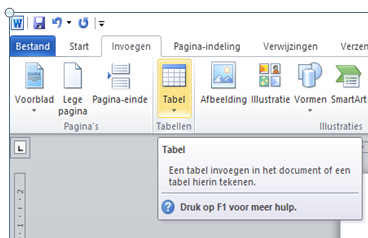 W
Bestand Start Invoegen Pagina-indeling Verwijzingen Verzen
Voorblad Lege pagina Pagina-einde Tabel Afbeelding Illustratie Vormen SmartArt
Pagina's Tabellen Illustraties
L
Tabel
Een tabel invoegen in het document of een
tabel hierin tekenen.
Druk op F1 voor meer hulp.
2
1